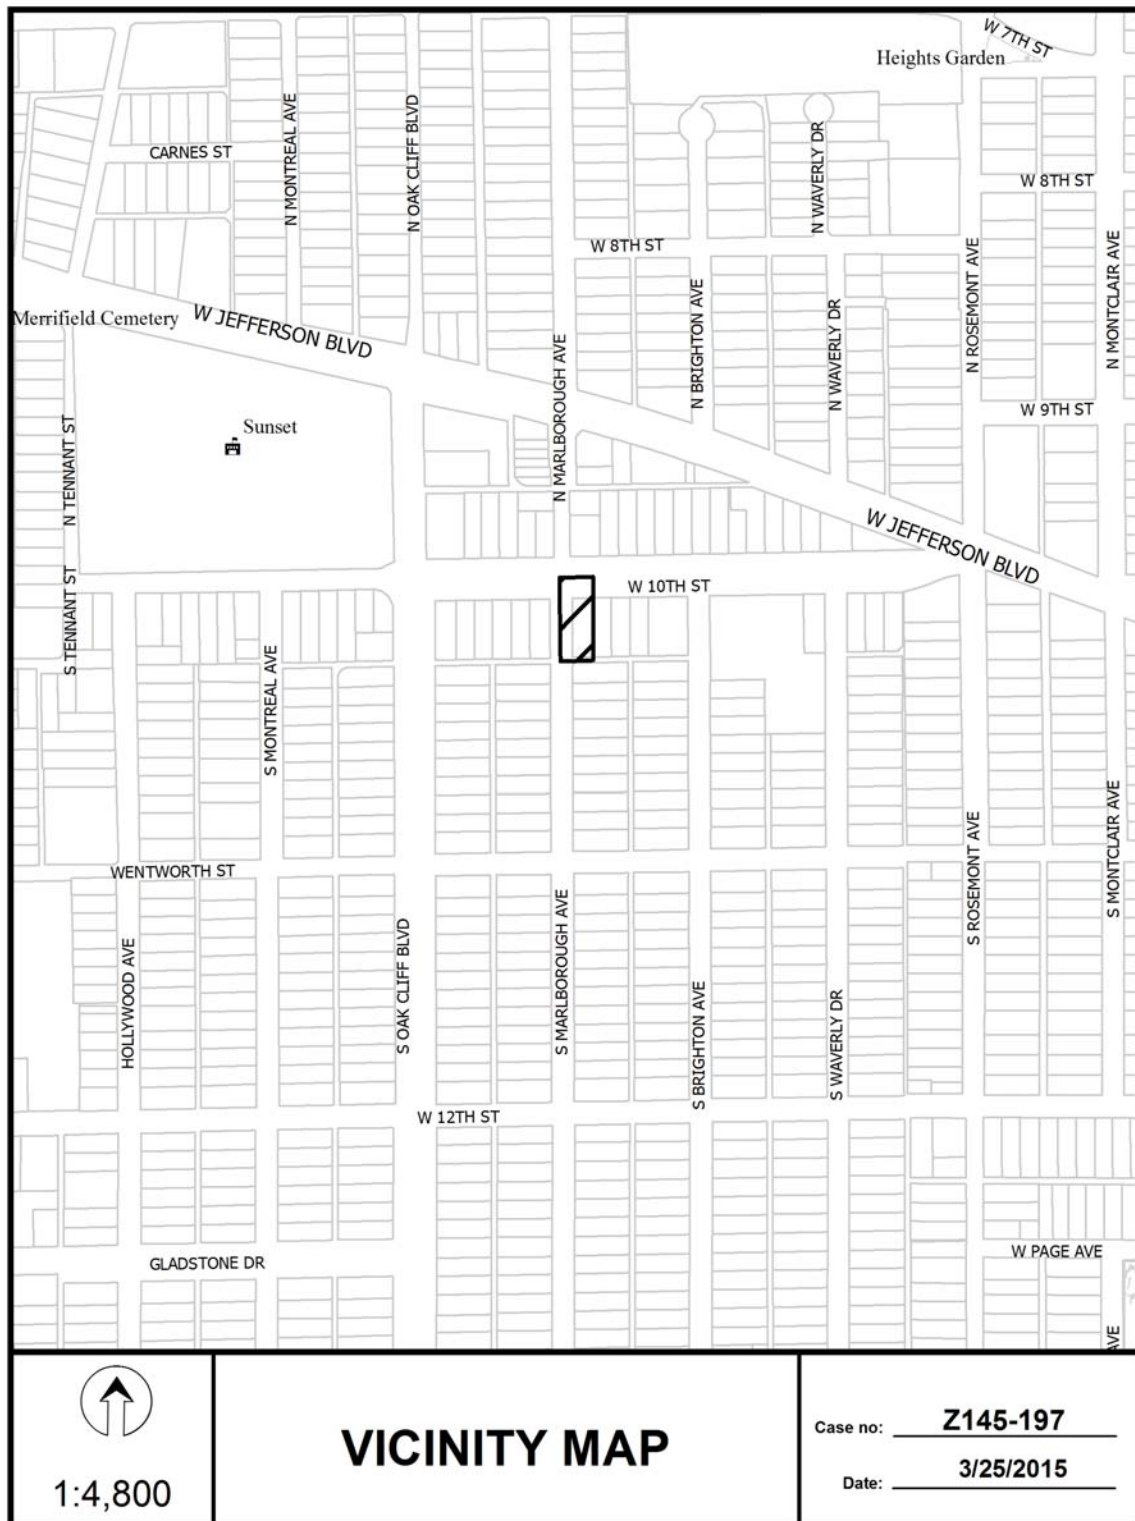 W 7TH ST
Heights Garden
N MONTREAL AVE
N OAK CLIFF BLVD
CARNES ST
N WAVERLY DR
W 8TH ST
W 8TH ST
N MONTCLAIR AVE
N ROSEMONT AVE
N BRIGHTON AVE
Merrifield Cemetery
W JEFFERSON BLVD
N WAVERLY DR
N MARLBOROUGH AVE
W 9TH ST
N TENNANT ST
Sunset
W JEFFERSON BLVD
S TENNANT ST
W 10TH ST
S MONTREAL AVE
S MONTCLAIR AVE
S ROSEMONT AVE
WENTWORTH ST
S MARLBOROUGH AVE
S OAK CLIFF BLVD
HOLLYWOOD AVE
S BRIGHTON AVE
S WAVERLY DR
W 12TH ST
W PAGE AVE
GLADSTONE DR
AVE
1:4,800
VICINITY MAP
Case no: Z145-197
Date: 3/25/2015